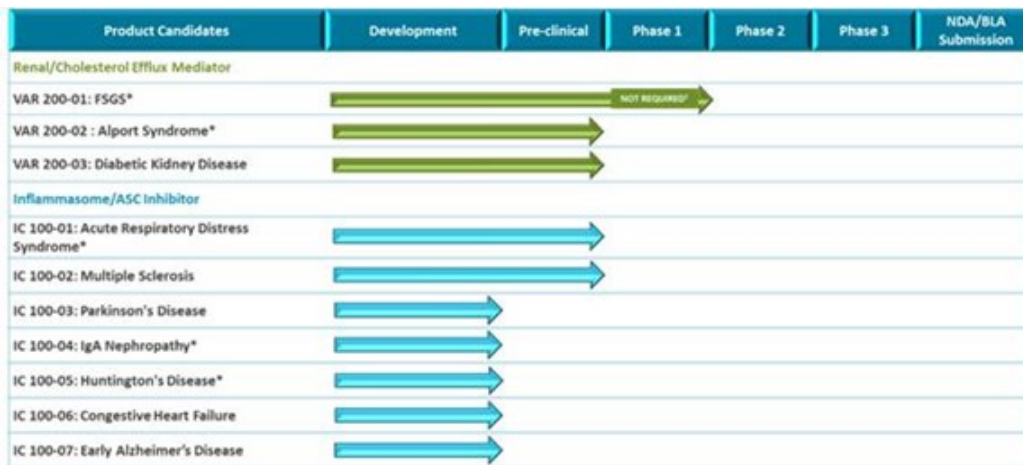 Product Candidates Development Pre-clinical Phase 1 Phase 2 Phase 3 NDA/BLA
Submission
Renal/Cholesterol Efflux Mediator
VAR 200-01: FSGS* NOT REQUIRED
VAR 200-02 : Alport Syndrome*
VAR 200-03: Diabetic Kidney Disease
Inflammasome/ASC Inhibitor
IC 100-01: Acute Respiratory Distress
Syndrome*
IC 100-02: Multiple Sclerosis
IC 100-03: Parkinson's Disease
IC 100-04: IgA Nephropathy*
IC 100-05: Huntington's Disease*
IC 100-06: Congestive Heart Failure
IC 100-07: Early Alzheimer's Disease